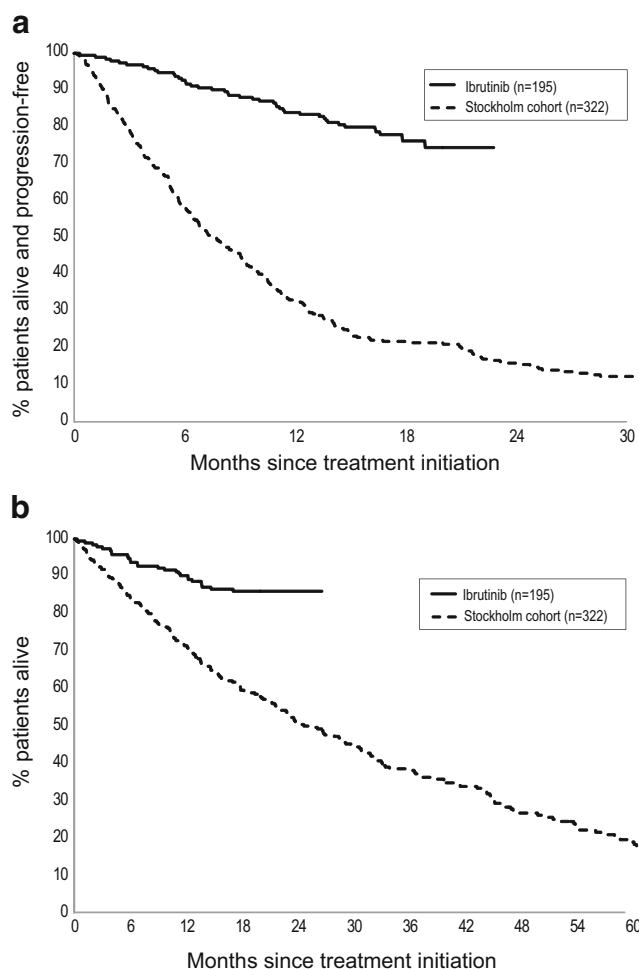 a
% patients alive and progression-free
100
90
80
70
60
50
40
30
20
10
0
Ibrutinib (n=195)
Stockholm cohort (n=322)
0 6 12 18 24 30
Months since treatment initiation
b
% patients alive
100
90
80
70
60
50
40
30
20
10
0
Ibrutinib (n=195)
Stockholm cohort (n=322)
0 6 12 18 24 30 36 42 48 54 60
Months since treatment initiation